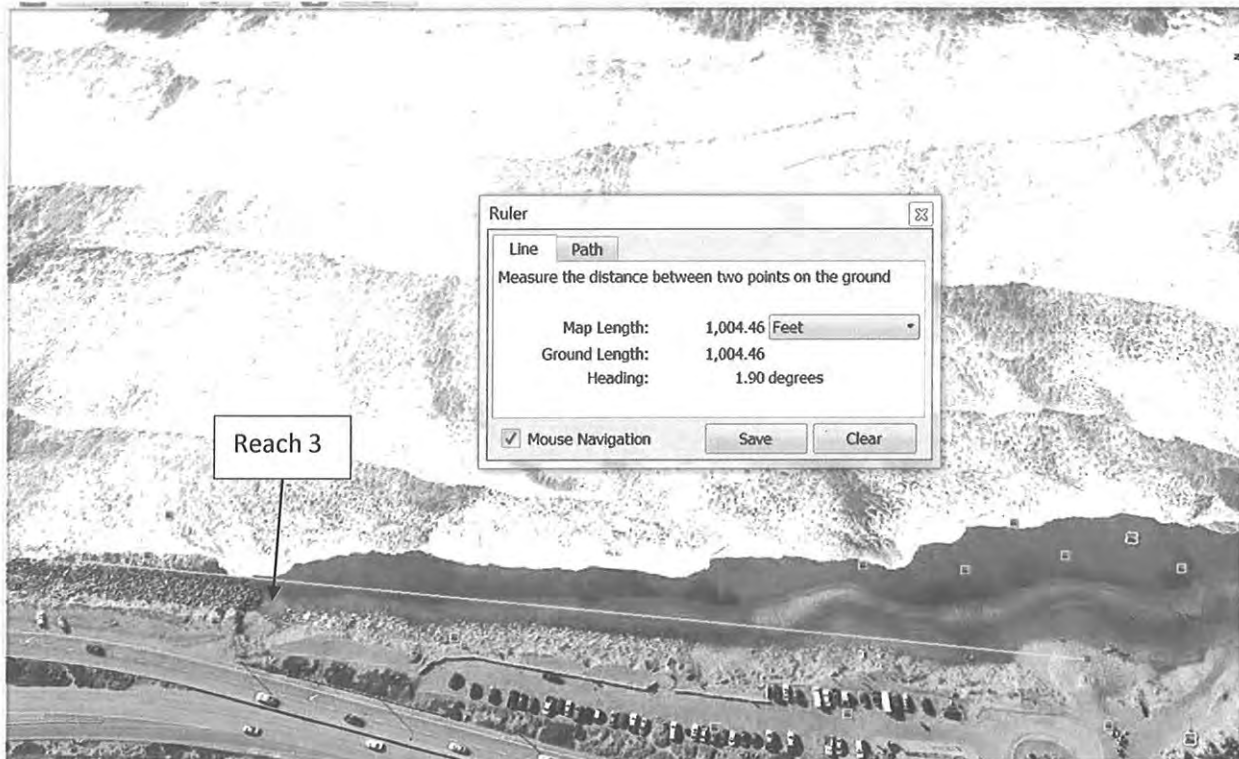 Ruler
Line Path
Measure the distance between two points on the ground
Map Length: 1,004.46 Feet
Ground Length: 1,004.46
Heading: 1.90 degrees
Mouse Navigation Save Clear
Reach 3